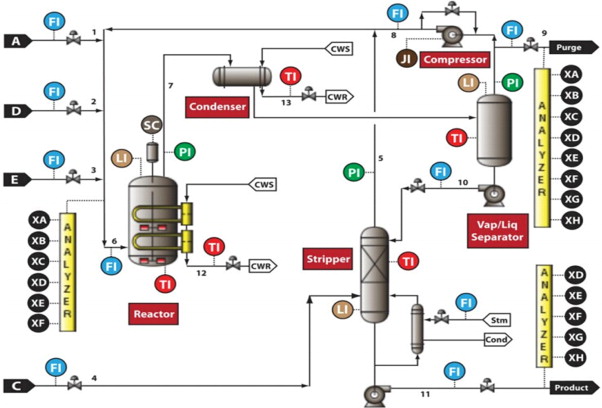 FI
FI
8
FI
9
A
1
CWS
JI
Compressor
Purge
7
TI
CWR
13
Condenser
LI
PI
XA
XB
XC
XD
XE
XF
XG
XH
ANALYZER
FI
D
2
SC
TI
LI
PI
PI
5
FI
10
FI
E
3
CWS
Vap/Liq
Separator
XA
XB
XC
XD
XE
XF
ANALYZER
6
FI
TI
TI
12
CWR
Reactor
Stripper
TI
LI
FI
Stm
Cond
XD
XE
XF
XG
XH
ANALYZER
FI
C
4
FI
11
Product